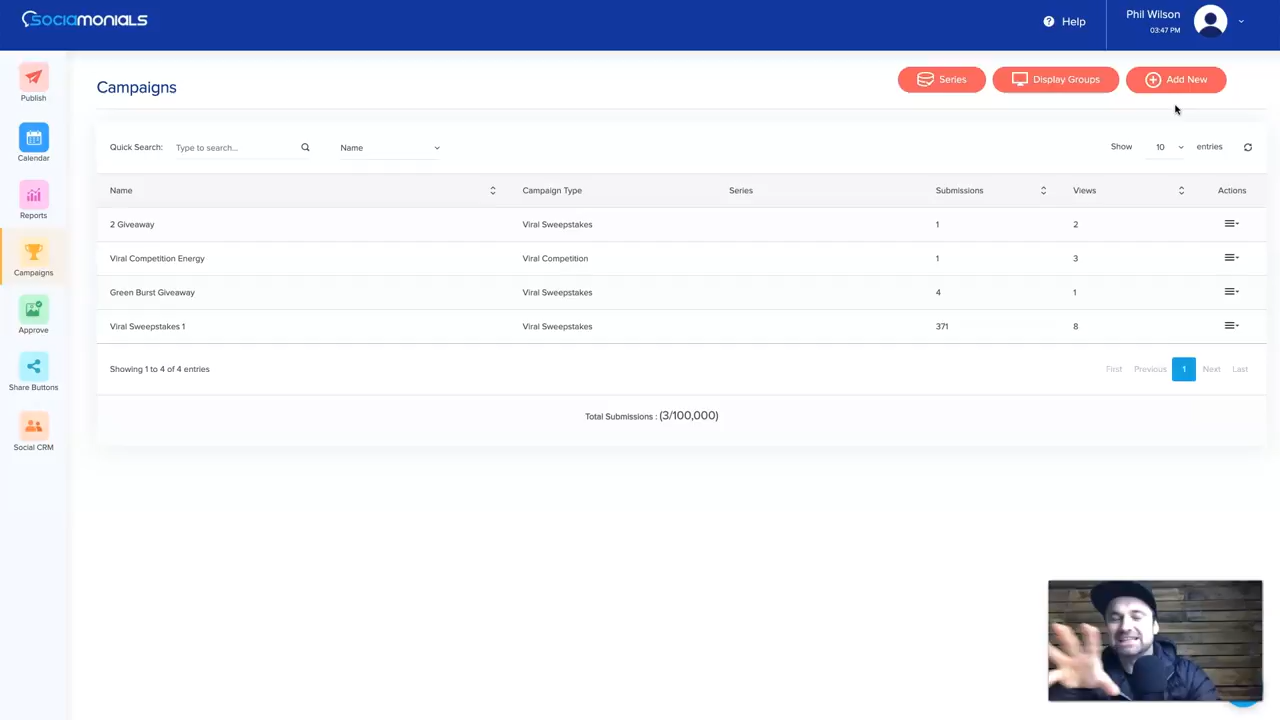 SOCIAMONIALS
Help
Phil Wilson
03:47 PM
Publish
Calendar
Reports
Campaigns
Approve
Share Buttons
Social CRM
Campaigns
Series
Display Groups
Add New
Quick Search:
Type to search...
Name
Show
10
entries
Name Campaign Type Series Submissions Views Actions
2 Giveaway Viral Sweepstakes 1 2
Viral Competition Energy Viral Competition 1 3
Green Burst Giveaway Viral Sweepstakes 4 1
Viral Sweepstakes 1 Viral Sweepstakes 371 8
Showing 1 to 4 of 4 entries
First Previous 1 Next Last
Total Submissions : (3/100,000)